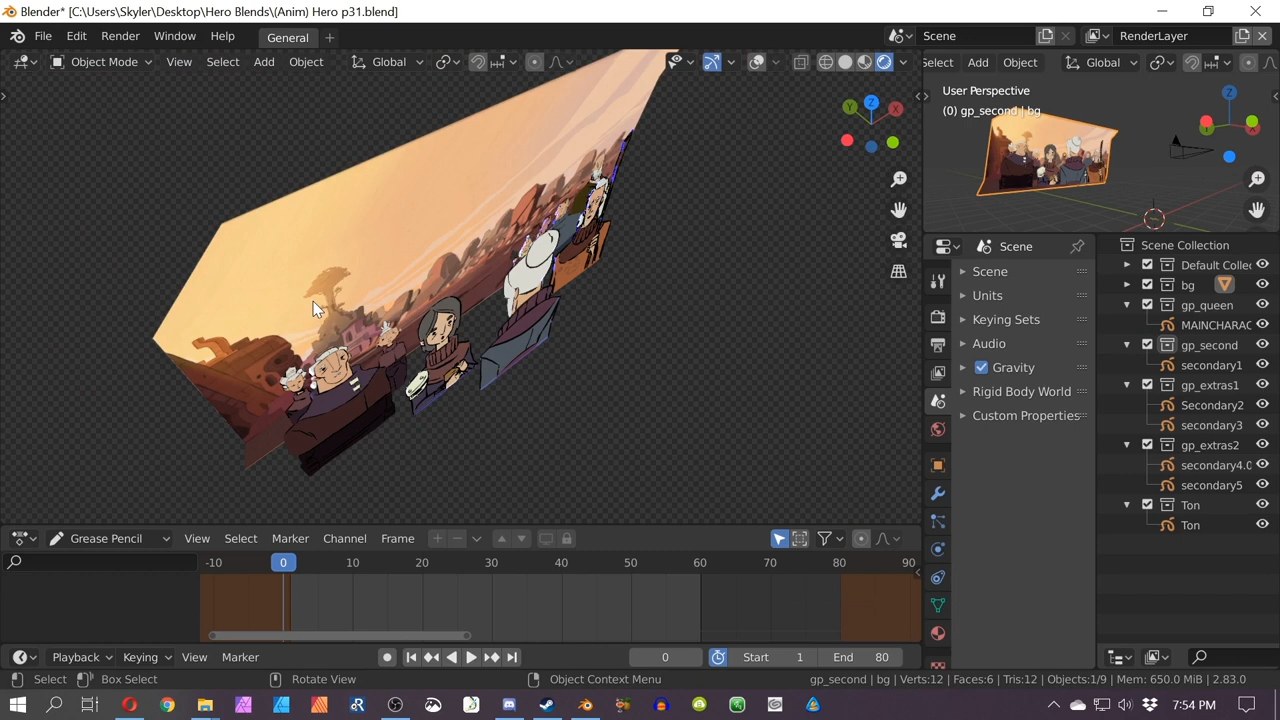 Blender* [C:\Users\Skyler\Desktop\Hero Blends\(Anim) Hero p31.blend]
File Edit Render Window Help General + Scene RenderLayer
Object Mode View Select Add Object Global Select Add Object Global
User Perspective
(0) gp_second | bg
Z Y X Z
Scene Scene Collection
Scene Default Collec
Units bg
Keying Sets gp_queen
MAINCHARAC
Audio gp_second
Gravity secondary1
Rigid Body World gp_extras1
Custom Properties Secondary2
secondary3
gp_extras2
secondary4.0
secondary5
Ton
Ton
Grease Pencil View Select Marker Channel Frame
-10 0 10 20 30 40 50 60 70 80 90
Playback Keying View Marker 0 Start 1 End 80
Select Box Select Rotate View Object Context Menu gp_second | bg | Verts:12 | Faces:6 | Tris:12 | Objects:1/9 | Mem: 650.0 MiB | 2.83.0
7:54 PM